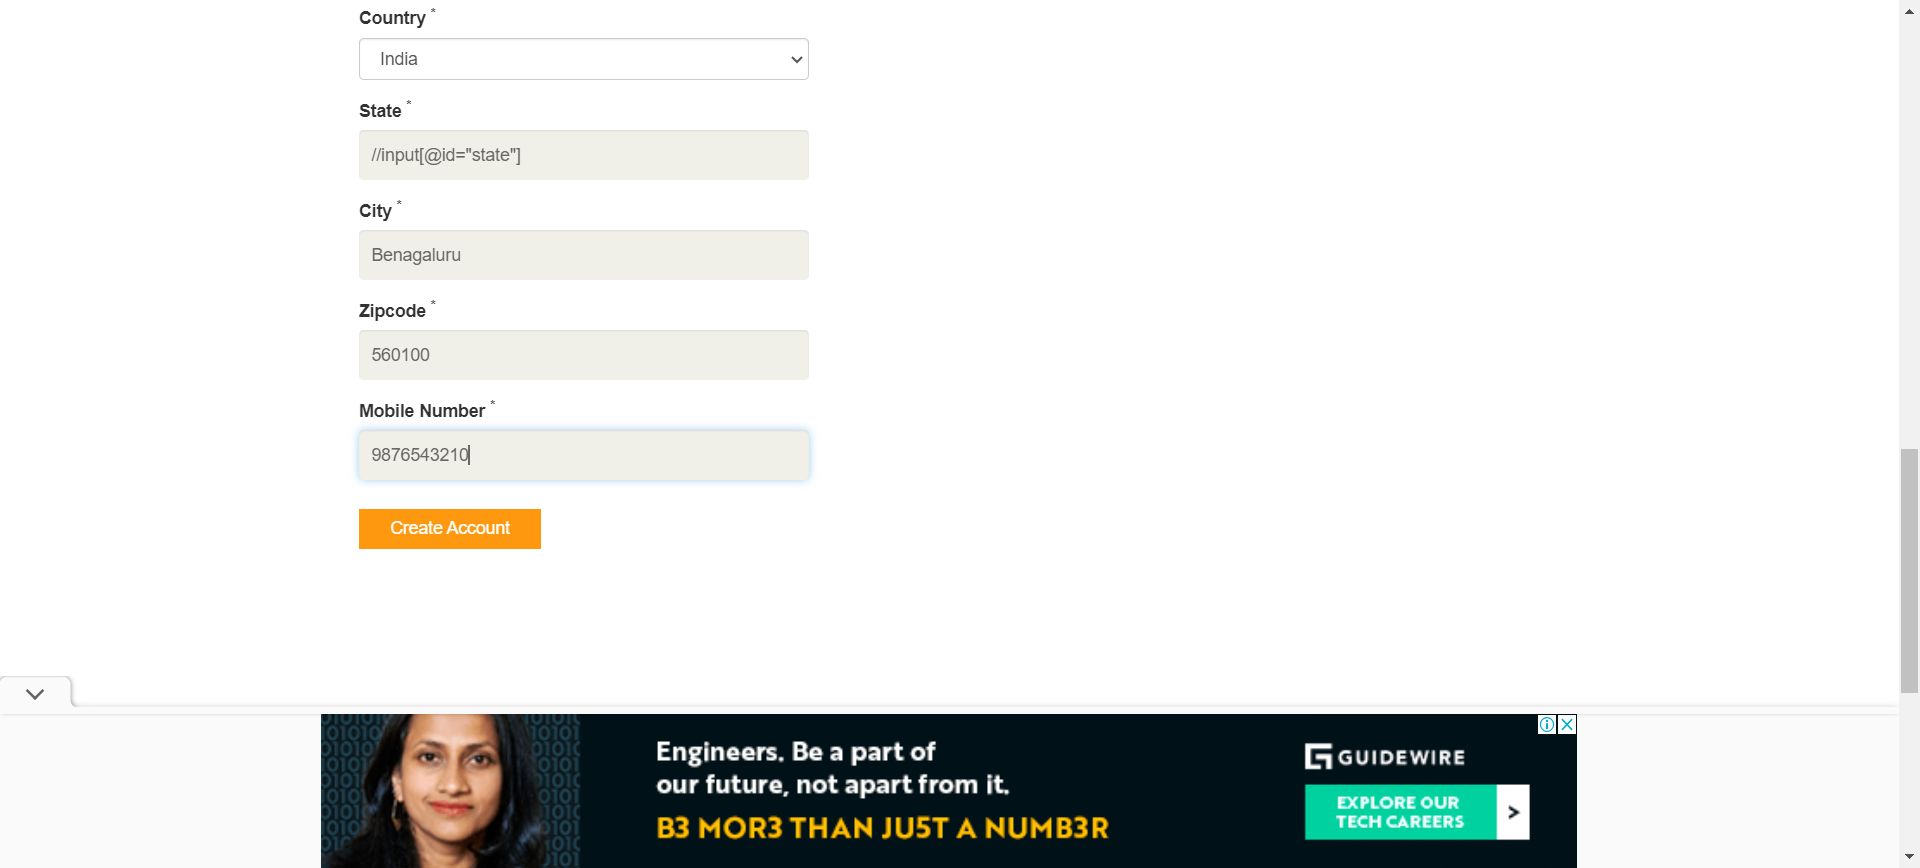 Country *
India
State *
//input[@id="state"]
City *
Benagaluru
Zipcode *
560100
Mobile Number *
9876543210
Create Account
Engineers. Be a part of
our future, not apart from it.
B3 MOR3 THAN JU5T A NUMB3R
GUIDEWIRE
EXPLORE OUR
TECH CAREERS
>